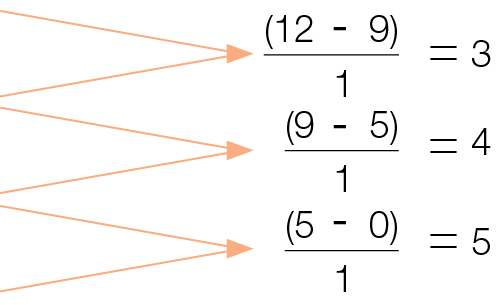 (12 - 9)
1
= 3
(9 - 5)
1
= 4
(5 - 0)
1
= 5